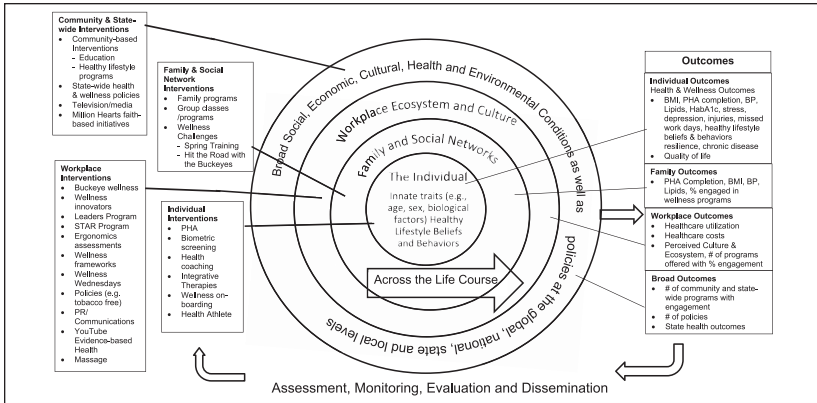 Community & State-
wide Interventions
• Community-based
Interventions
- Education
- Healthy lifestyle
programs
• State-wide health
& wellness policies
• Television/media
• Million Hearts faith-
based initiatives
Family & Social
Network
Interventions
• Family programs
• Group classes
/programs
• Wellness
Challenges
- Spring Training
- Hit the Road with
the Buckeyes
Workplace
Interventions
• Buckeye wellness
• Wellness
innovators
• Leaders Program
• STAR Program
• Ergonomics
assessments
• Wellness
frameworks
• Wellness
Wednesdays
• Policies (e.g.
tobacco free)
• PR/
Communications
• YouTube
Evidence-based
Health
• Massage
Individual
Interventions
• PHA
• Biometric
screening
• Health
coaching
• Integrative
Therapies
• Wellness on-
boarding
• Health Athlete
Broad Social, Economic, Cultural, Health and Environmental Conditions as well as
policies at the global, national, state and local levels
Workplace Ecosystem and Culture
Family and Social Networks
The Individual
Innate traits (e.g.,
age, sex, biological
factors) Healthy
Lifestyle Beliefs
and Behaviors
Across the Life Course
Outcomes
Individual Outcomes
Health & Wellness Outcomes
• BMI, PHA completion, BP,
Lipids, HabA1c, stress,
depression, injuries, missed
work days, healthy lifestyle
beliefs & behaviors
resilience, chronic disease
• Quality of life
Family Outcomes
• PHA Completion, BMI, BP,
Lipids, % engaged in
wellness programs
Workplace Outcomes
• Healthcare utilization
• Healthcare costs
• Perceived Culture &
Ecosystem, # of programs
offered with % engagement
Broad Outcomes
• # of community and state-
wide programs with
engagement
• # of policies
• State health outcomes
Assessment, Monitoring, Evaluation and Dissemination